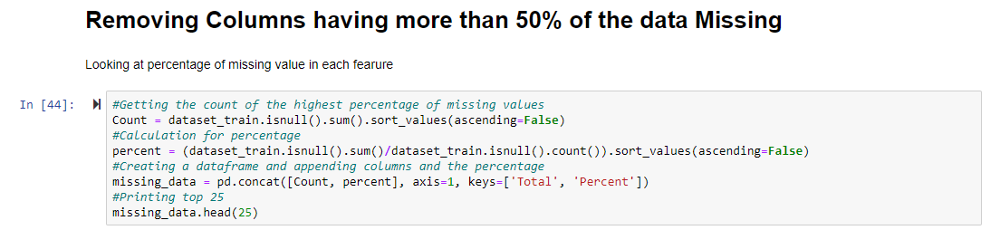 Removing Columns having more than 50% of the data Missing
Looking at percentage of missing value in each fearure
In [44]:
#Getting the count of the highest percentage of missing values
Count = dataset_train.isnull().sum().sort_values(ascending=False)
#Calculation for percentage
percent = (dataset_train.isnull().sum()/dataset_train.isnull().count()).sort_values(ascending=False)
#Creating a dataframe and appending columns and the percentage
missing_data = pd.concat([Count, percent], axis=1, keys=['Total', 'Percent'])
#Printing top 25
missing_data.head(25)